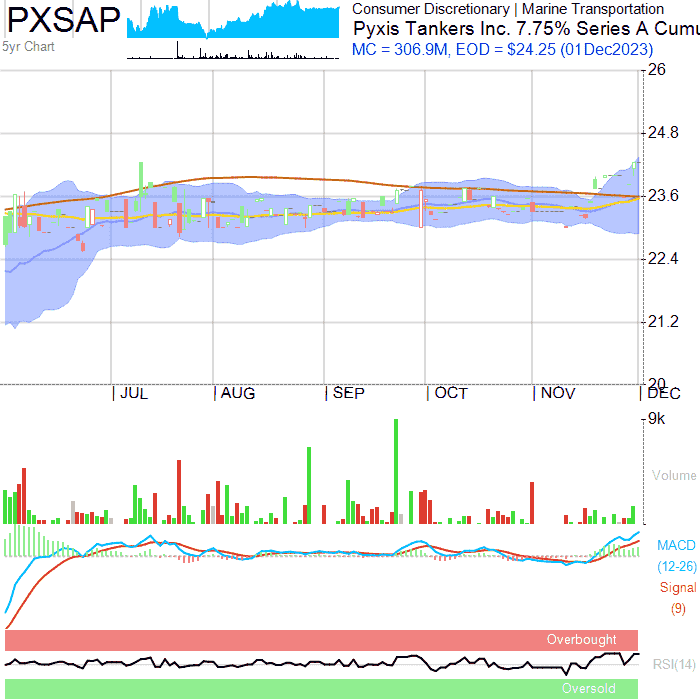 PXSAP
5yr Chart
Consumer Discretionary | Marine Transportation
Pyxis Tankers Inc. 7.75% Series A Cumu
MC = 306.9M, EOD = $24.25 (01Dec2023)
26
24.8
23.6
22.4
21.2
20
JUL AUG SEP OCT NOV DEC
9k
Volume
MACD
(12-26)
Signal
(9)
Overbought
RSI(14)
Oversold